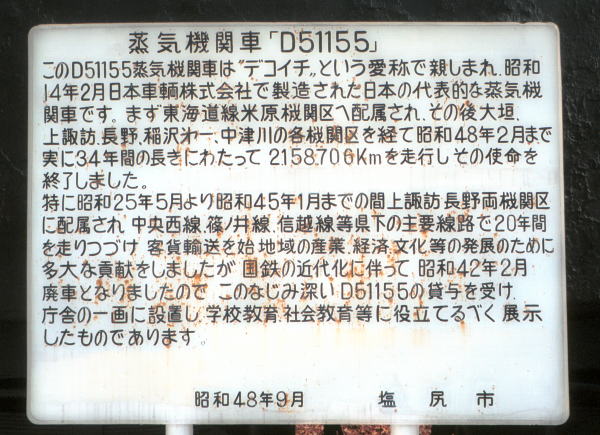 蒸気機関車「D51155」
このD51155蒸気機関車は"デコイチ„という愛称で親しまれ.昭和
14年2月日本車輌株式会社で製造された日本の代表的な蒸気機
関車です. まず東海道線米原機関区へ配属され,その後大垣.
上諏訪.長野.稲沢オー.中津川の各機関区を経て昭和48年2月まで
実に34年間の長きにわたって 2158.706Kmを走行しその使命を
終了しました。
特に昭和25年5月より昭和45年1月までの間上諏訪長野両機関区
に配属され 中央西線.篠ノ井線.信越線等県下の主要線路で20年間
を走りつづけ 客貨輸送を始 地域の産業.経済.文化等の発展のために
多大な貢献をしましたが 国鉄の近代化に伴って 昭和42年2月
廃車となりましたので このなじみ深いD51155の貸与を受け
庁舎の一画に設置し.学校教育.社会教育等に役立てるべく 展示
したものであります.
昭和48年9月 塩尻市